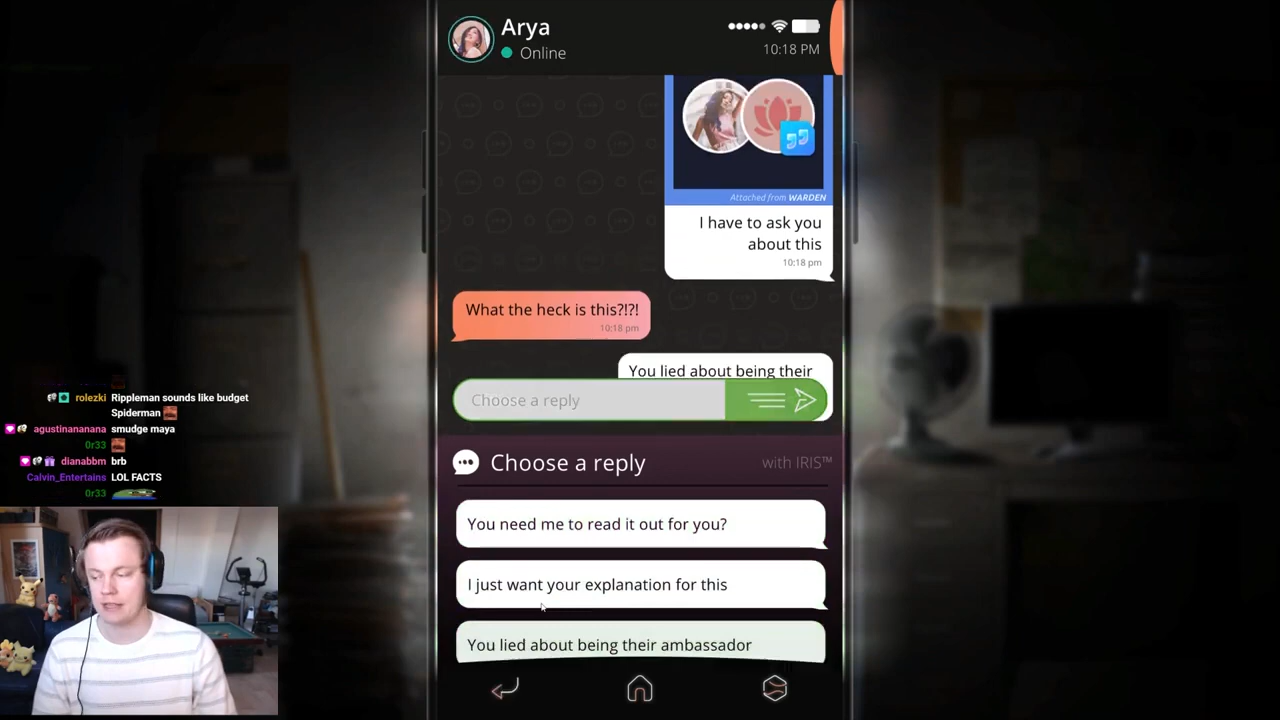 Arya
Online
10:18 PM
Attached from WARDEN
I have to ask you
about this
10:18 pm
What the heck is this?!?!
10:18 pm
You lied about being their
Choose a reply
Choose a reply
with IRIS™
You need me to read it out for you?
I just want your explanation for this
You lied about being their ambassador
rolezki Rippleman sounds like budget
Spiderman
agustinananana smudge maya
0r33
dianabbm brb
Calvin_Entertains LOL FACTS
0r33